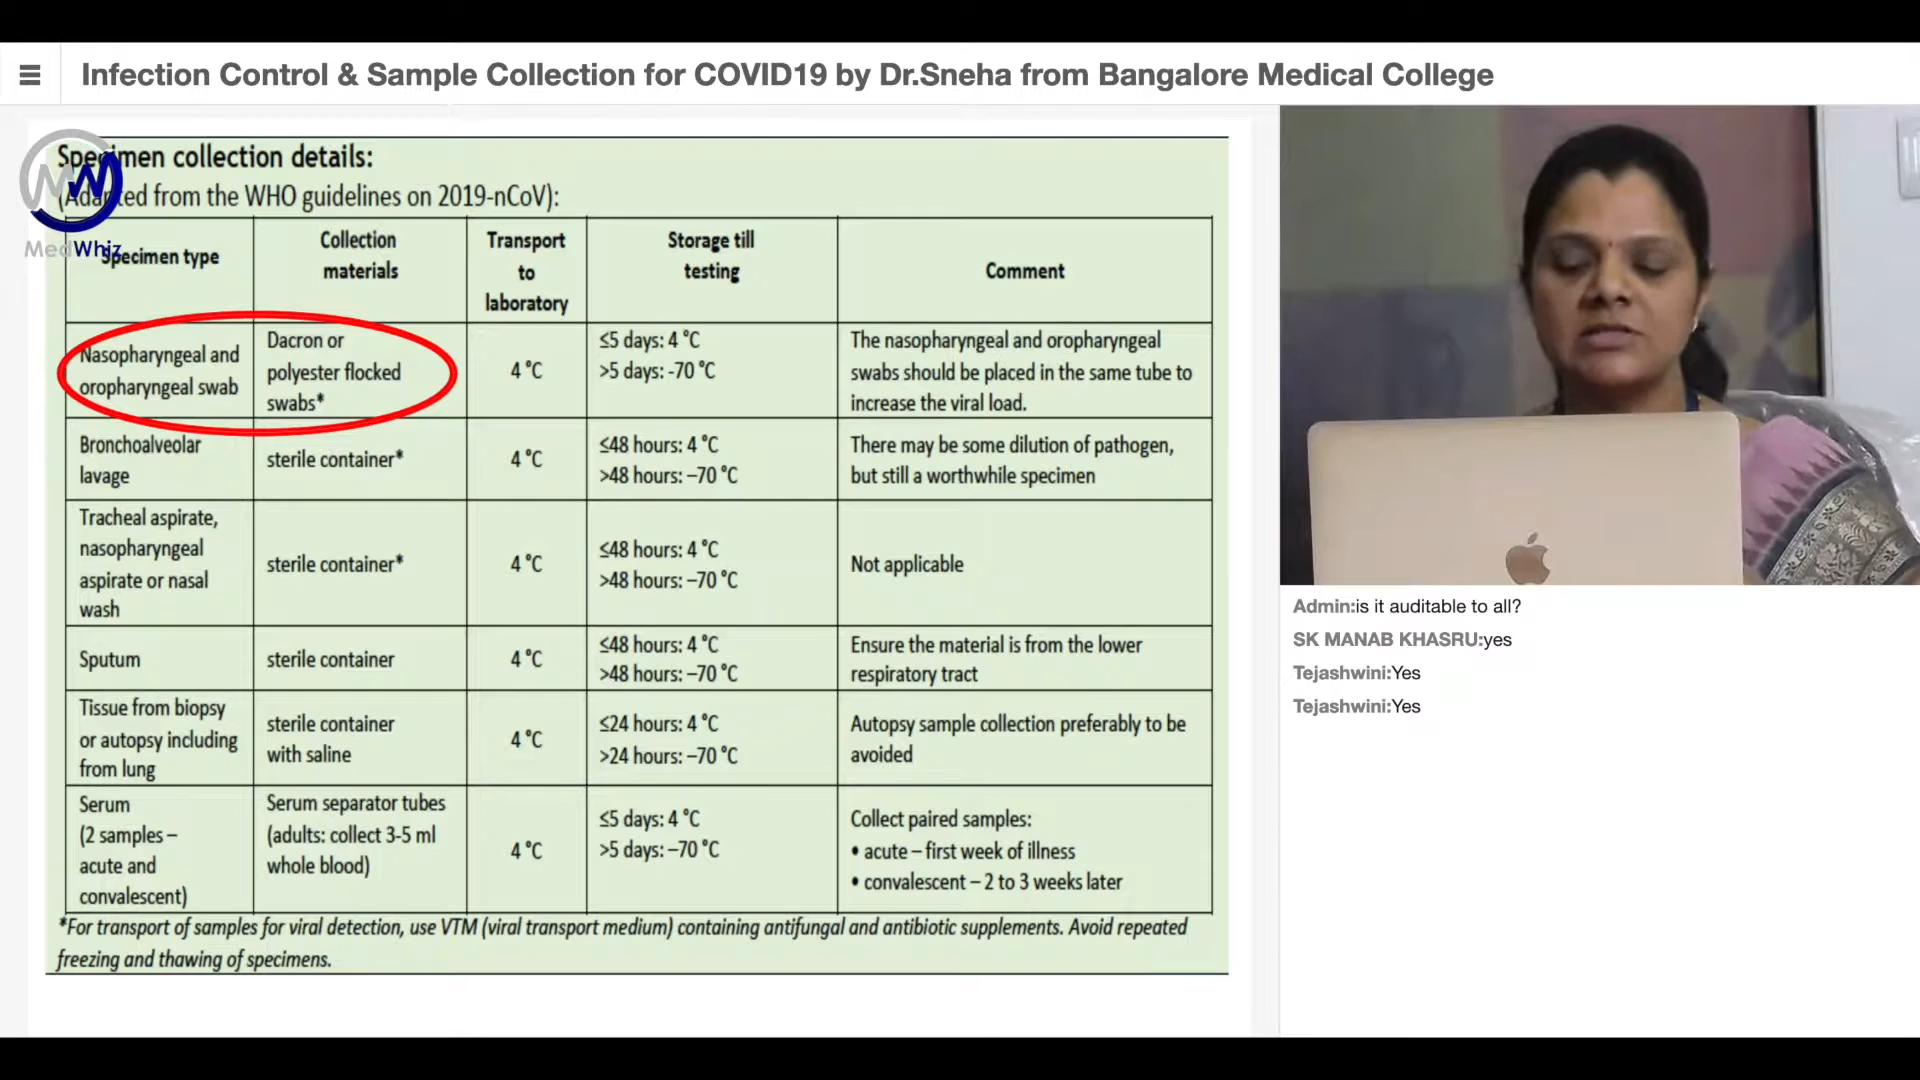 Infection Control & Sample Collection for COVID19 by Dr.Sneha from Bangalore Medical College
MW
MedWhiz
Specimen collection details:
(Adapted from the WHO guidelines on 2019-nCoV):
Specimen type
Collection
materials
Transport
to
laboratory
Storage till
testing
Comment
Nasopharyngeal and
oropharyngeal swab
Dacron or
polyester flocked
swabs*
4 °C
≤5 days: 4 °C
>5 days: -70 °C
The nasopharyngeal and oropharyngeal
swabs should be placed in the same tube to
increase the viral load.
Bronchoalveolar
lavage
sterile container*
4 °C
≤48 hours: 4 °C
>48 hours: –70 °C
There may be some dilution of pathogen,
but still a worthwhile specimen
Tracheal aspirate,
nasopharyngeal
aspirate or nasal
wash
sterile container*
4 °C
≤48 hours: 4 °C
>48 hours: –70 °C
Not applicable
Sputum
sterile container
4 °C
≤48 hours: 4 °C
>48 hours: –70 °C
Ensure the material is from the lower
respiratory tract
Tissue from biopsy
or autopsy including
from lung
sterile container
with saline
4 °C
≤24 hours: 4 °C
>24 hours: –70 °C
Autopsy sample collection preferably to be
avoided
Serum
(2 samples –
acute and
convalescent)
Serum separator tubes
(adults: collect 3-5 ml
whole blood)
4 °C
≤5 days: 4 °C
>5 days: –70 °C
Collect paired samples:
• acute – first week of illness
• convalescent – 2 to 3 weeks later
*For transport of samples for viral detection, use VTM (viral transport medium) containing antifungal and antibiotic supplements. Avoid repeated
freezing and thawing of specimens.
Admin:is it auditable to all?
SK MANAB KHASRU:yes
Tejashwini:Yes
Tejashwini:Yes